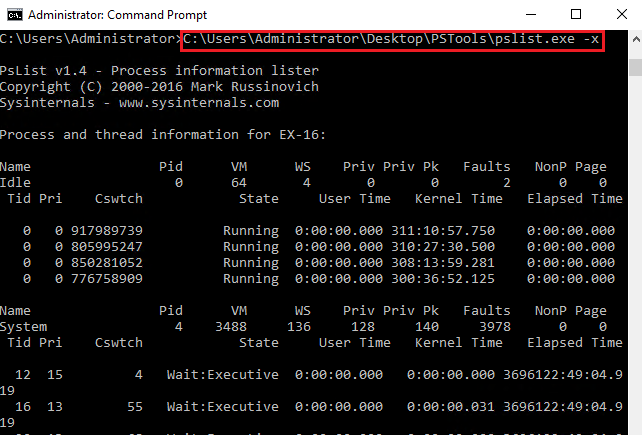 Administrator: Command Prompt
C:\Users\Administrator>C:\Users\Administrator\Desktop\PSTools\pslist.exe -x
PsList v1.4 - Process information lister
Copyright (C) 2000-2016 Mark Russinovich
Sysinternals - www.sysinternals.com
Process and thread information for EX-16:
Name Pid VM WS Priv Priv Pk Faults NonP Page
Idle 0 64 4 0 0 2 0 0
Tid Pri Cswtch State User Time Kernel Time Elapsed Time
0 0 917989739 Running 0:00:00.000 311:10:57.750 0:00:00.000
0 0 805995247 Running 0:00:00.000 310:27:30.500 0:00:00.000
0 0 850281052 Running 0:00:00.000 308:13:59.281 0:00:00.000
0 0 776758909 Running 0:00:00.000 300:36:52.125 0:00:00.000
Name Pid VM WS Priv Priv Pk Faults NonP Page
System 4 3488 136 128 140 3978 0 0
Tid Pri Cswtch State User Time Kernel Time Elapsed Time
12 15 4 Wait:Executive 0:00:00.000 0:00:00.000 3696122:49:04.9
19
16 13 55 Wait:Executive 0:00:00.000 0:00:00.031 3696122:49:04.9
19